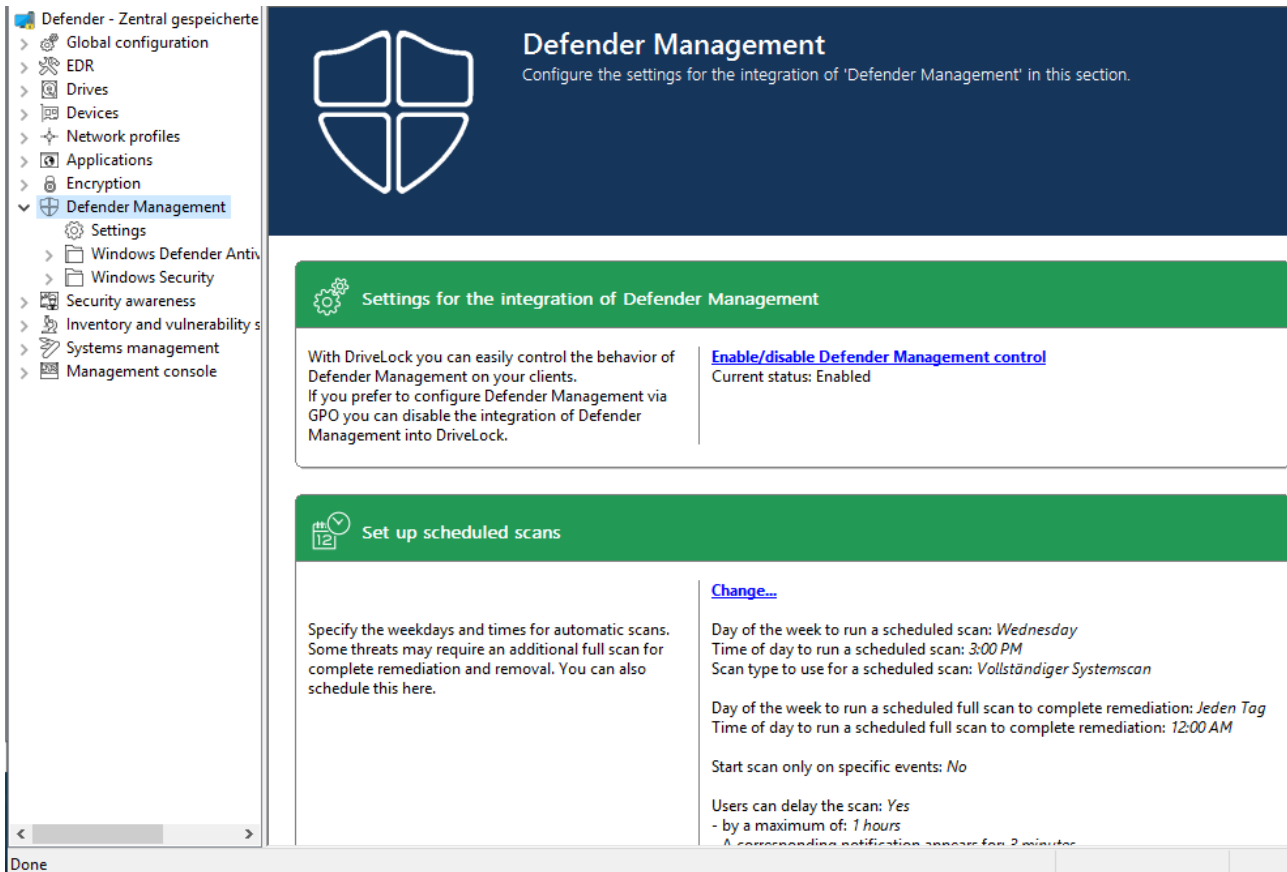 Defender - Zentral gespeicherte
Global configuration
EDR
Drives
Devices
Network profiles
Applications
Encryption
Defender Management
Settings
Windows Defender Antiv
Windows Security
Security awareness
Inventory and vulnerability s
Systems management
Management console
Defender Management
Configure the settings for the integration of 'Defender Management' in this section.
Settings for the integration of Defender Management
With DriveLock you can easily control the behavior of
Defender Management on your clients.
If you prefer to configure Defender Management via
GPO you can disable the integration of Defender
Management into DriveLock.
Enable/disable Defender Management control
Current status: Enabled
12
Set up scheduled scans
Specify the weekdays and times for automatic scans.
Some threats may require an additional full scan for
complete remediation and removal. You can also
schedule this here.
Change...
Day of the week to run a scheduled scan: Wednesday
Time of day to run a scheduled scan: 3:00 PM
Scan type to use for a scheduled scan: Vollständiger Systemscan
Day of the week to run a scheduled full scan to complete remediation: Jeden Tag
Time of day to run a scheduled full scan to complete remediation: 12:00 AM
Start scan only on specific events: No
Users can delay the scan: Yes
- by a maximum of: 1 hours
- A corresponding notification appears for: 3 minutes
Done